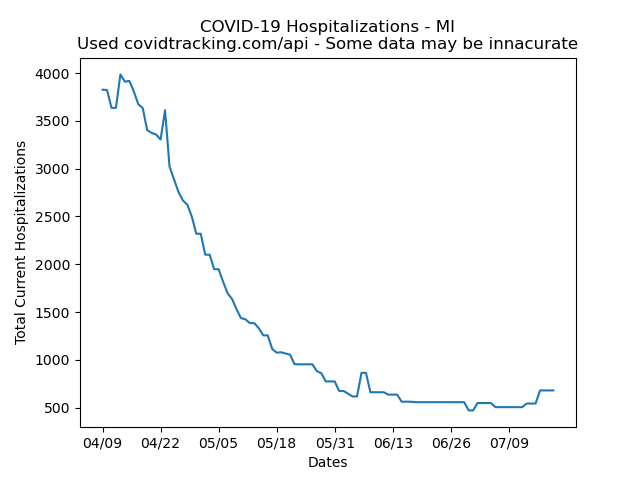 COVID-19 Hospitalizations - MI
Used covidtracking.com/api - Some data may be innacurate
Total Current Hospitalizations
4000
3500
3000
2500
2000
1500
1000
500
04/09 04/22 05/05 05/18 05/31 06/13 06/26 07/09
Dates